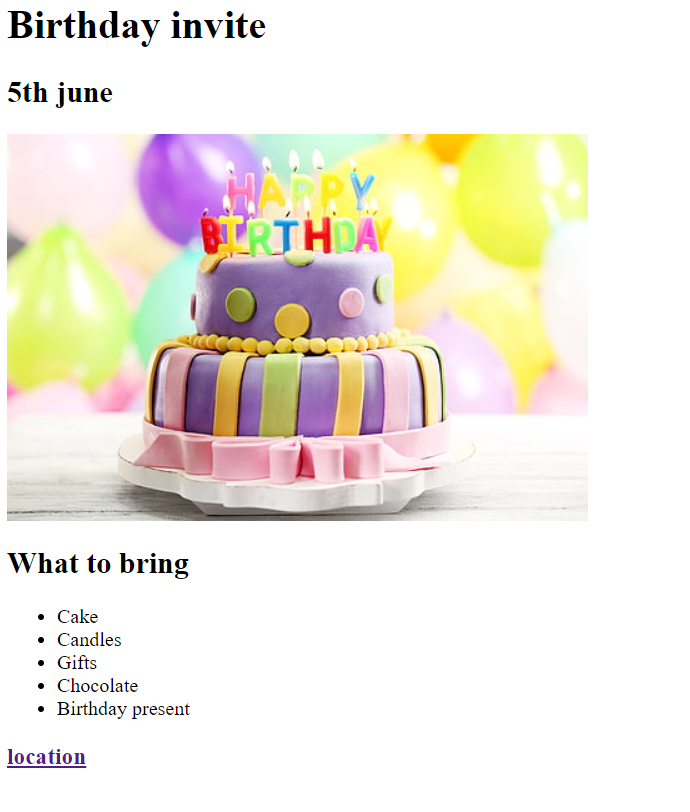 Birthday invite
5th june
HAPPY
BIRTHDAY
What to bring
Cake
Candles
Gifts
Chocolate
Birthday present
location